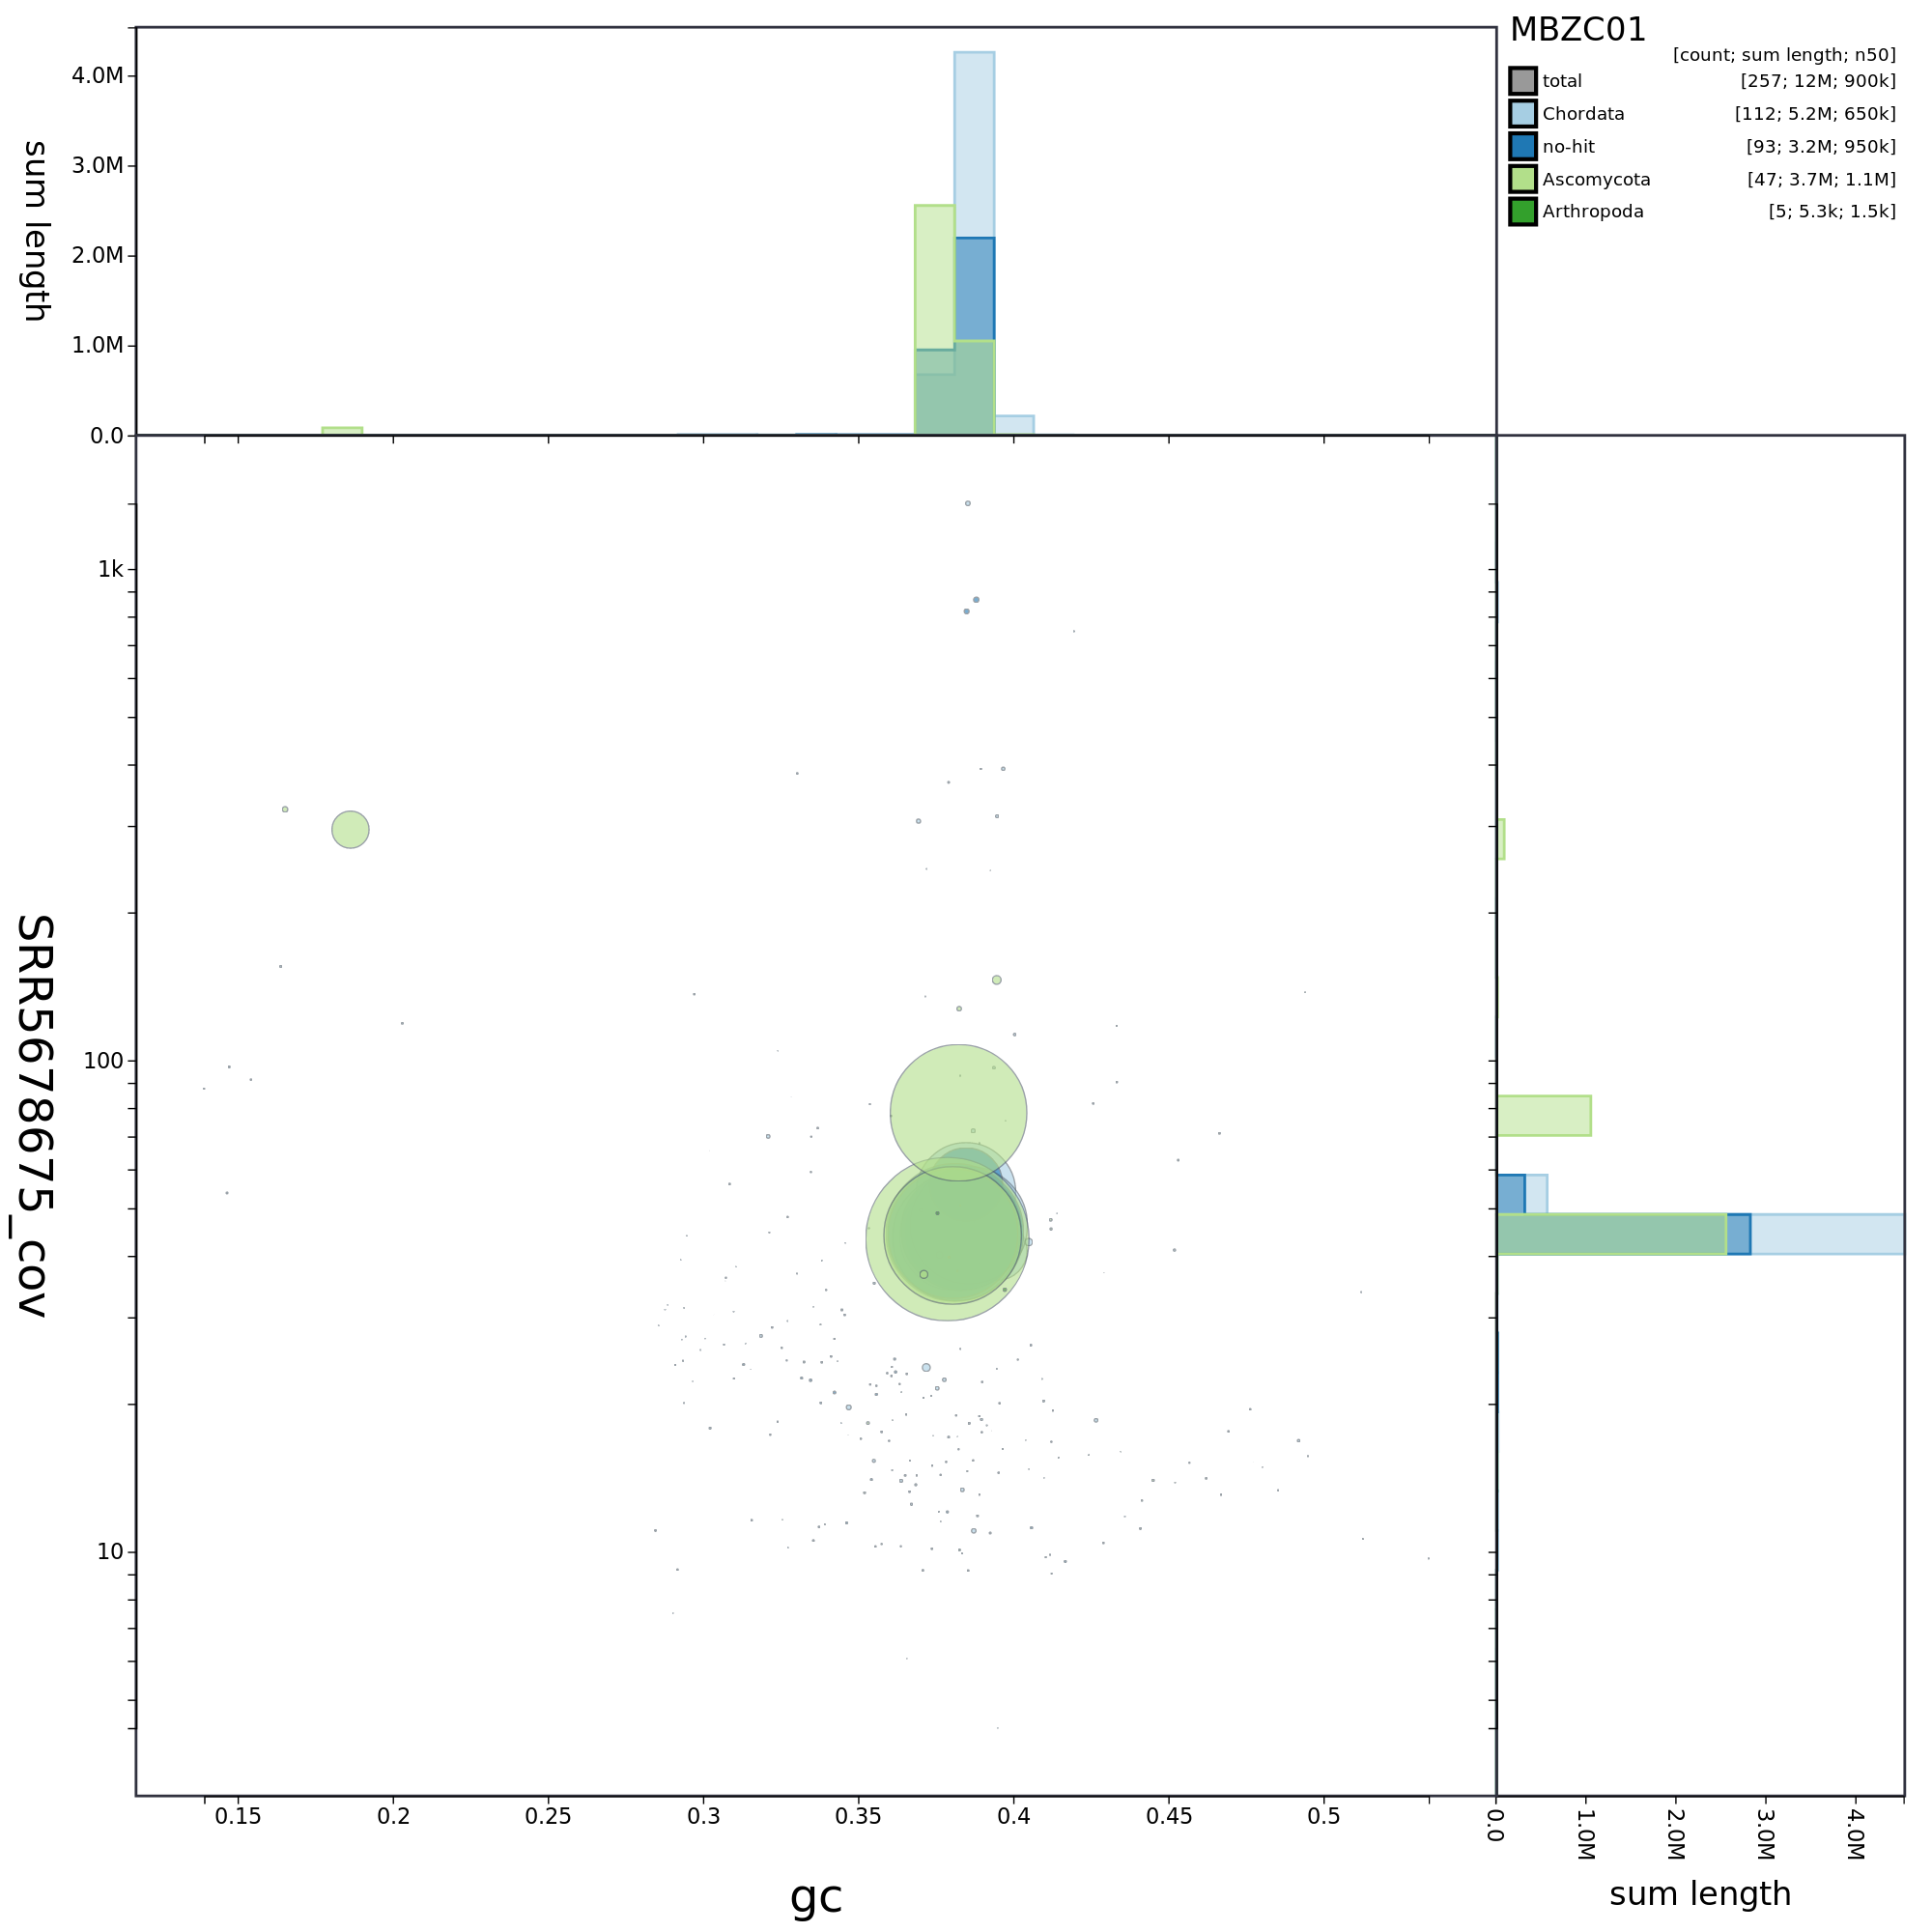 MBZC01
[count; sum length; n50]
total [257; 12M; 900k]
Chordata [112; 5.2M; 650k]
no-hit [93; 3.2M; 950k]
Ascomycota [47; 3.7M; 1.1M]
Arthropoda [5; 5.3k; 1.5k]
sum length
4.0M
3.0M
2.0M
1.0M
0.0
SRR5678675_cov
1k
100
10
0.15 0.2 0.25 0.3 0.35 0.4 0.45 0.5
gc
0.0 1.0M 2.0M 3.0M 4.0M
sum length